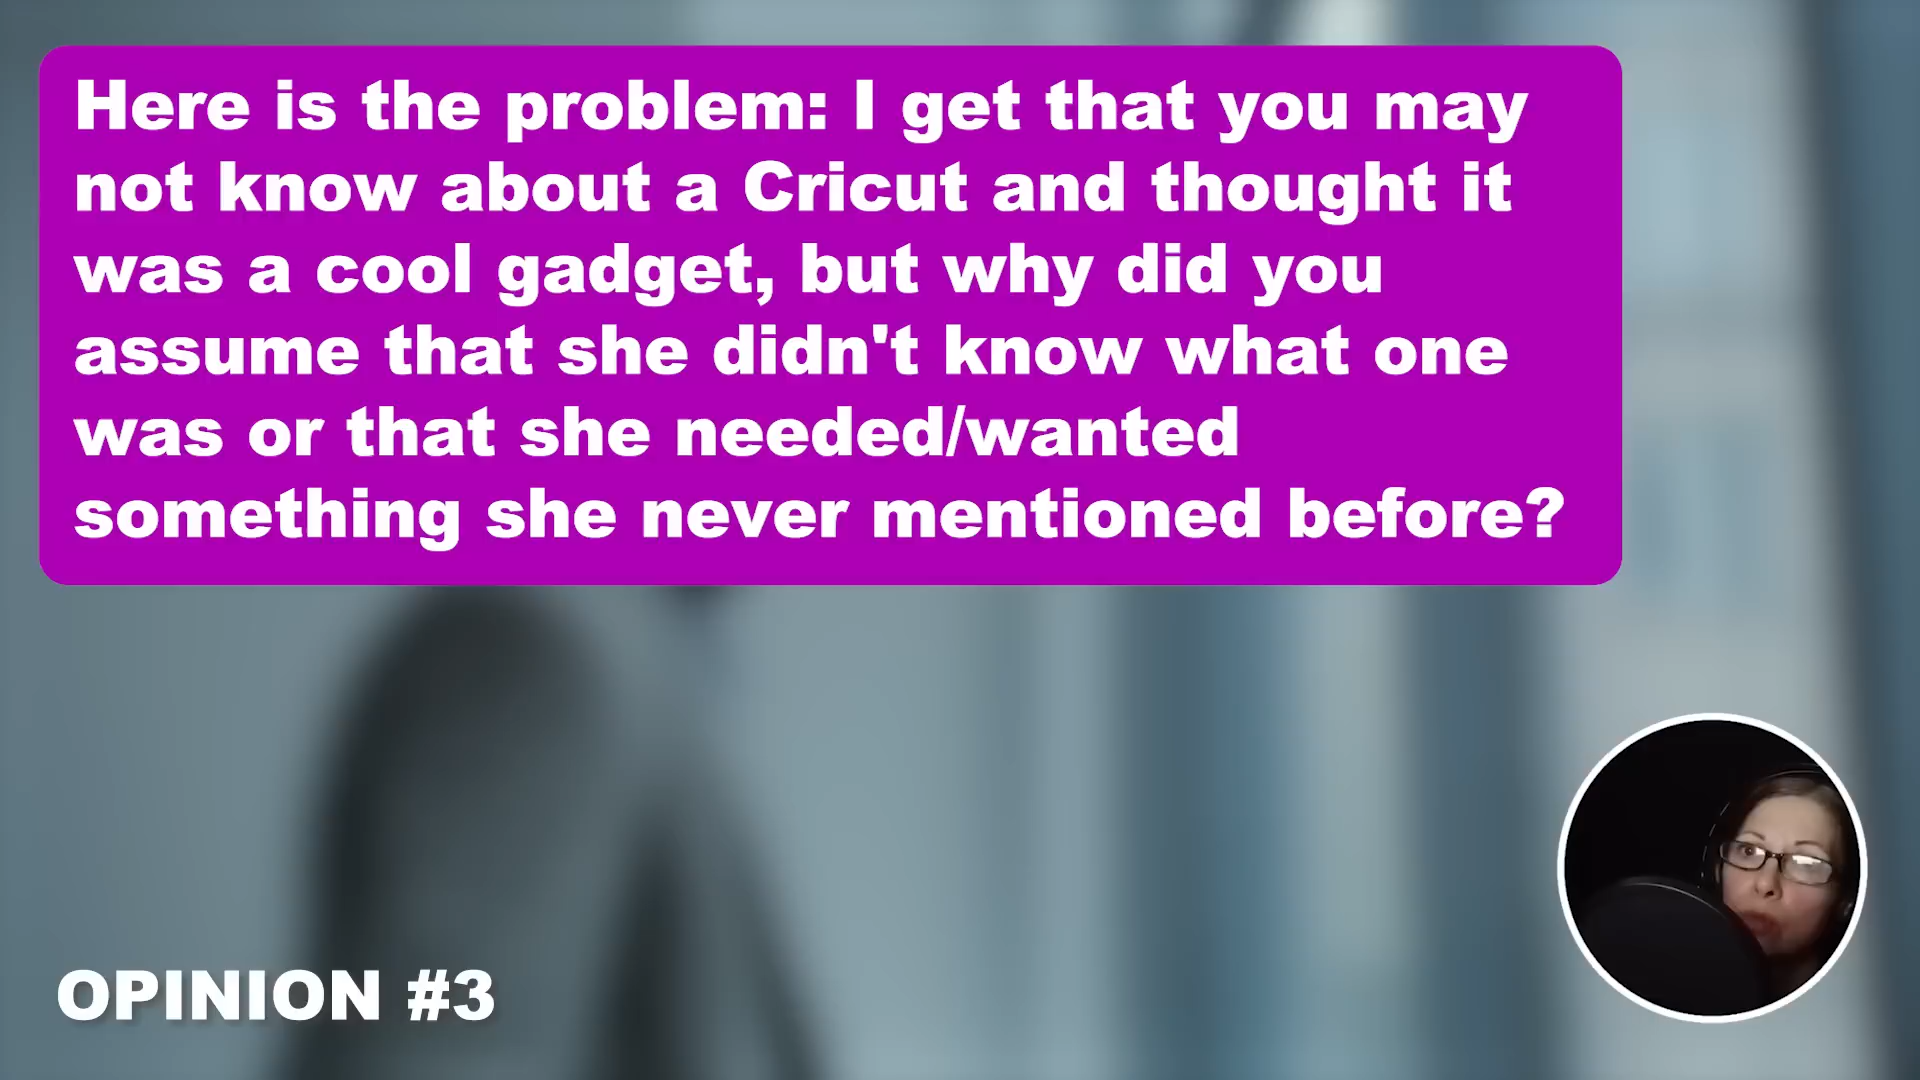 Here is the problem: I get that you may
not know about a Cricut and thought it
was a cool gadget, but why did you
assume that she didn't know what one
was or that she needed/wanted
something she never mentioned before?
OPINION #3